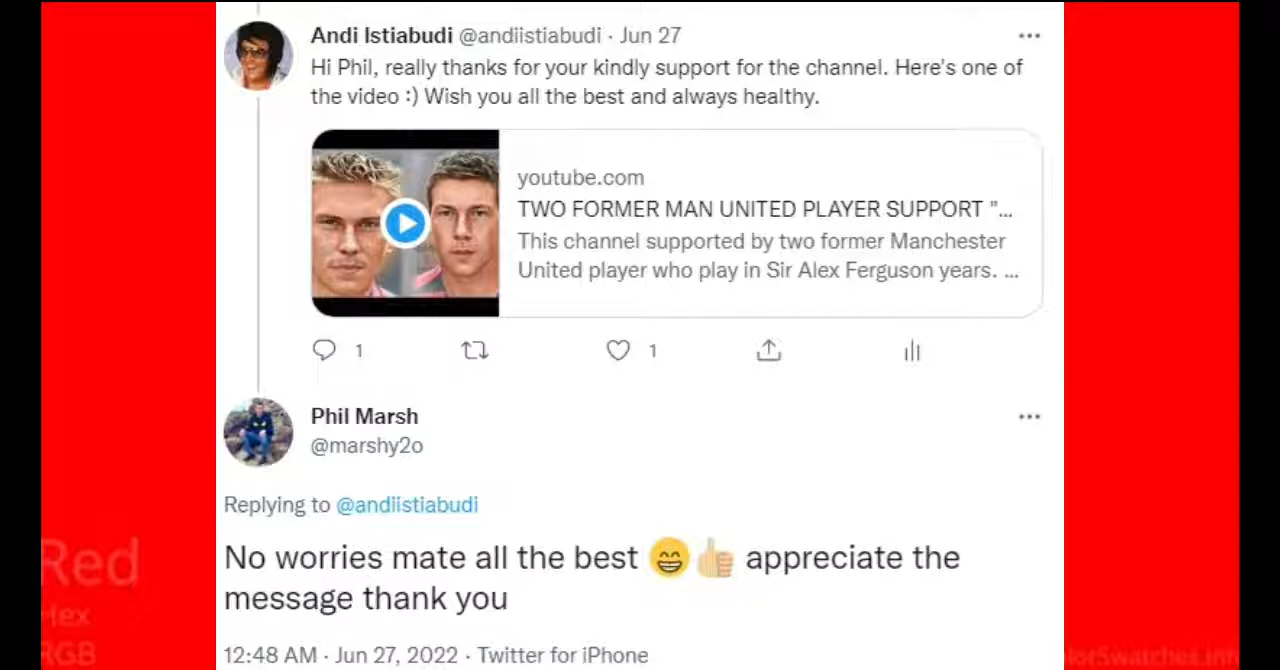 Andi Istiabudi @andiistiabudi · Jun 27
Hi Phil, really thanks for your kindly support for the channel. Here's one of
the video :) Wish you all the best and always healthy.
youtube.com
TWO FORMER MAN UNITED PLAYER SUPPORT "...
This channel supported by two former Manchester
United player who play in Sir Alex Ferguson years. ...
1
1
Phil Marsh
@marshy2o
Replying to @andiistiabudi
No worries mate all the best 😁👍🏼 appreciate the
message thank you
12:48 AM · Jun 27, 2022 · Twitter for iPhone
Red
Hex
RGB
lorSwatches.info